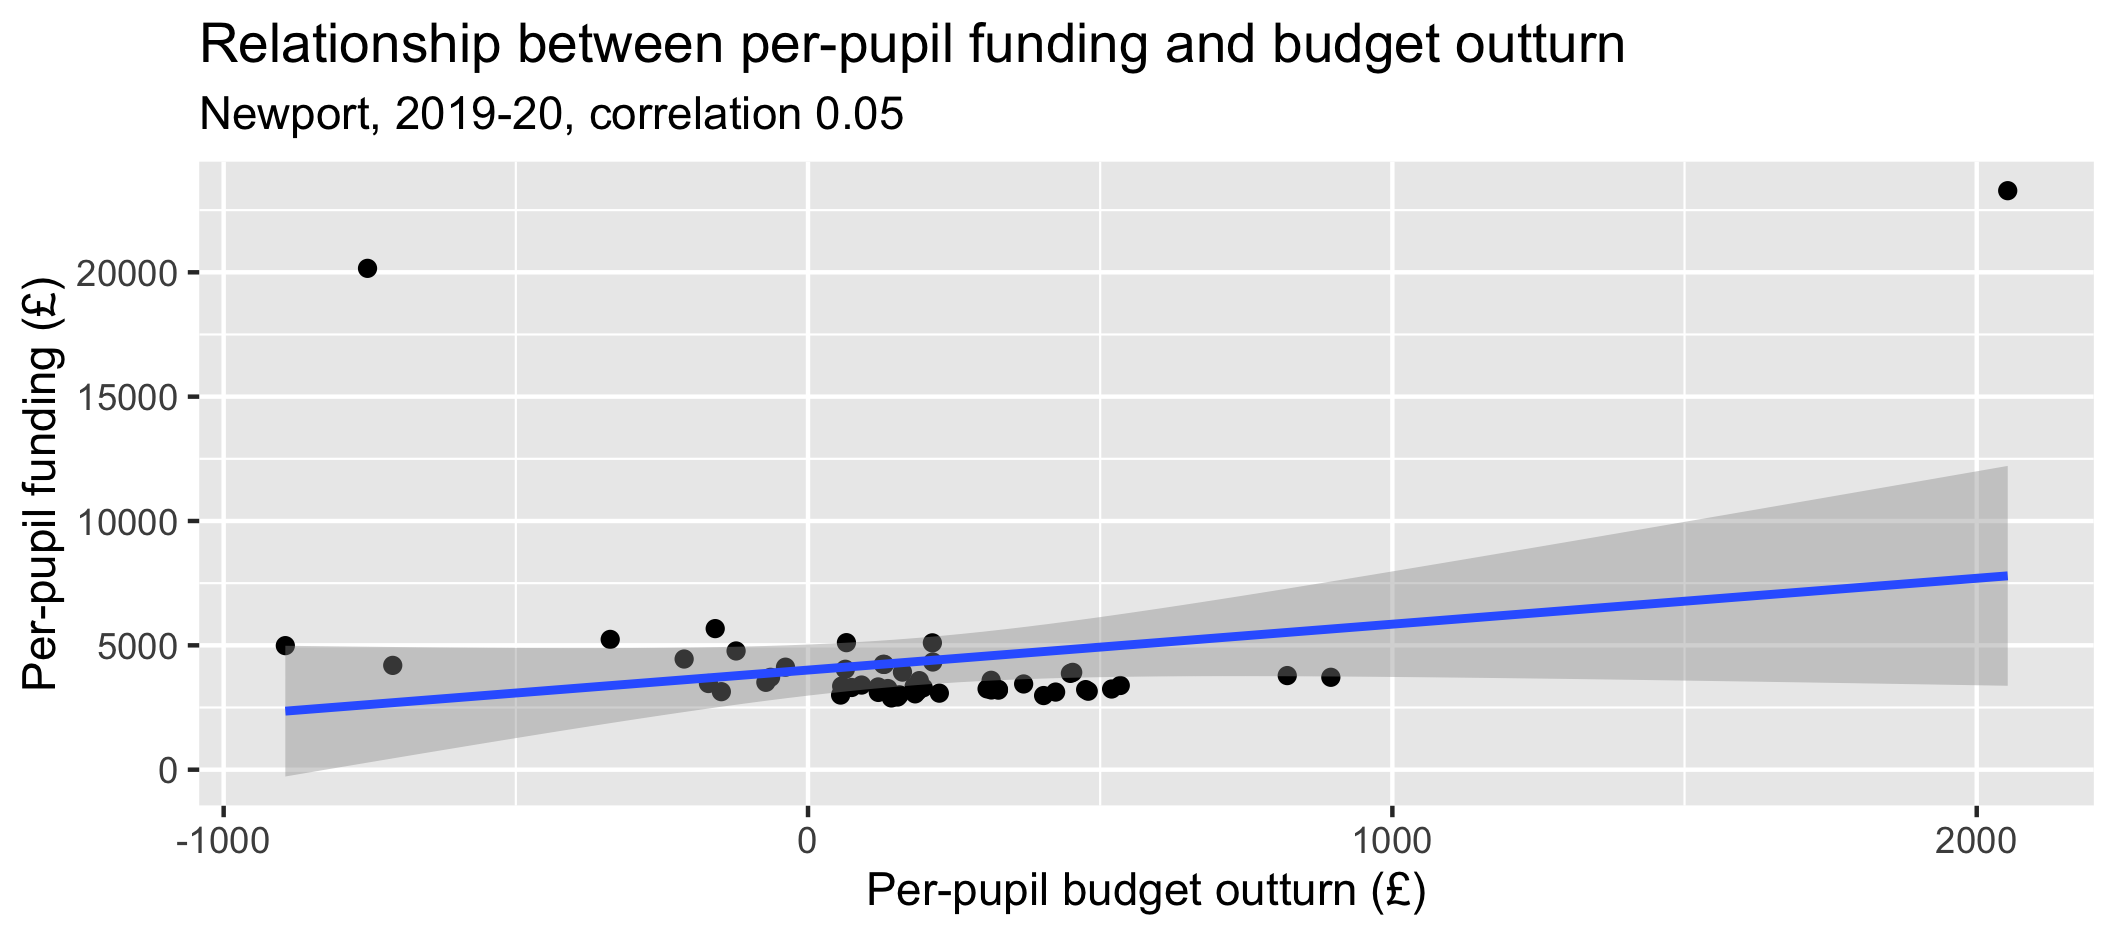 Relationship between per-pupil funding and budget outturn
Newport, 2019-20, correlation 0.05
Per-pupil funding (£)
20000
15000
10000
5000
0
-1000
0
1000
2000
Per-pupil budget outturn (£)